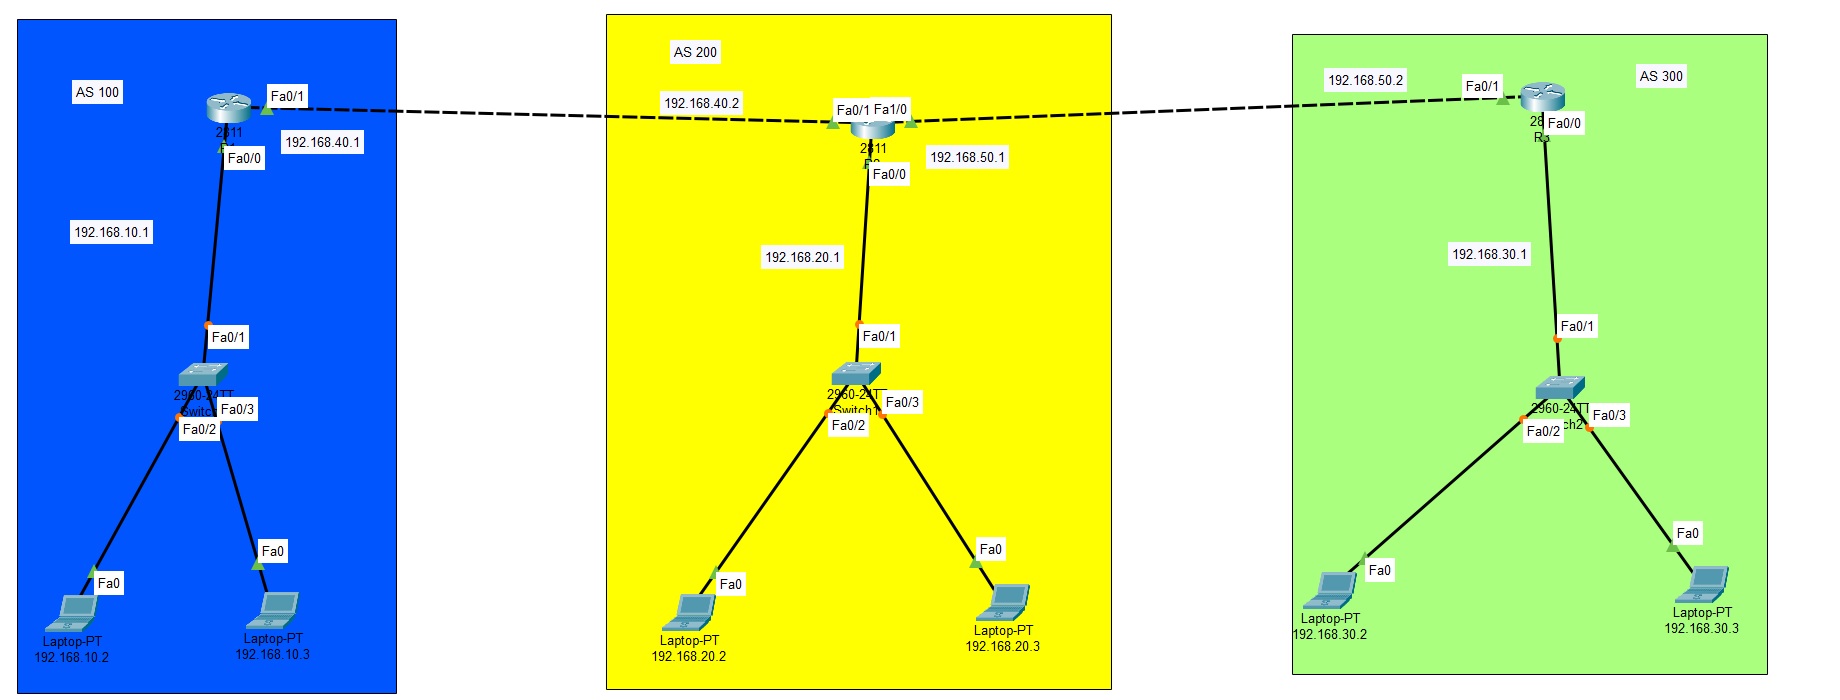 AS 100
Fa0/1
2811
192.168.40.1
Fa0/0
192.168.10.1
Fa0/1
2960-24TT
Fa0/3
Fa0/2
Fa0
Fa0
Laptop-PT
192.168.10.2
Laptop-PT
192.168.10.3
AS 200
192.168.40.2
Fa0/1
Fa1/0
2811
192.168.50.1
Fa0/0
192.168.20.1
Fa0/1
2960-24TT
Switch1
Fa0/3
Fa0/2
Fa0
Fa0
Laptop-PT
192.168.20.2
Laptop-PT
192.168.20.3
192.168.50.2
Fa0/1
AS 300
Fa0/0
R3
192.168.30.1
Fa0/1
2960-24TT
Fa0/3
Fa0/2
Fa0
Fa0
Laptop-PT
192.168.30.2
Laptop-PT
192.168.30.3